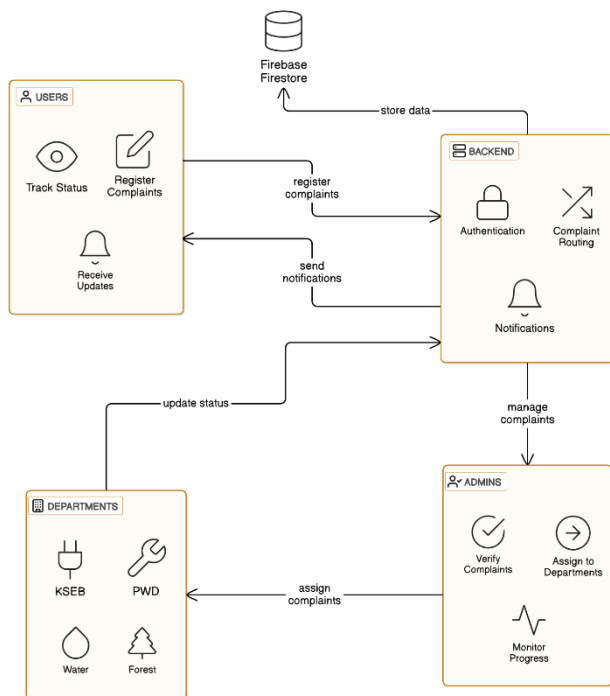 Firebase
Firestore
store data
USERS
Track Status
Register
Complaints
Receive
Updates
register
complaints
send
notifications
BACKEND
Authentication
Complaint
Routing
Notifications
update status
manage
complaints
DEPARTMENTS
KSEB
PWD
Water
Forest
assign
complaints
ADMINS
Verify
Complaints
Assign to
Departments
Monitor
Progress